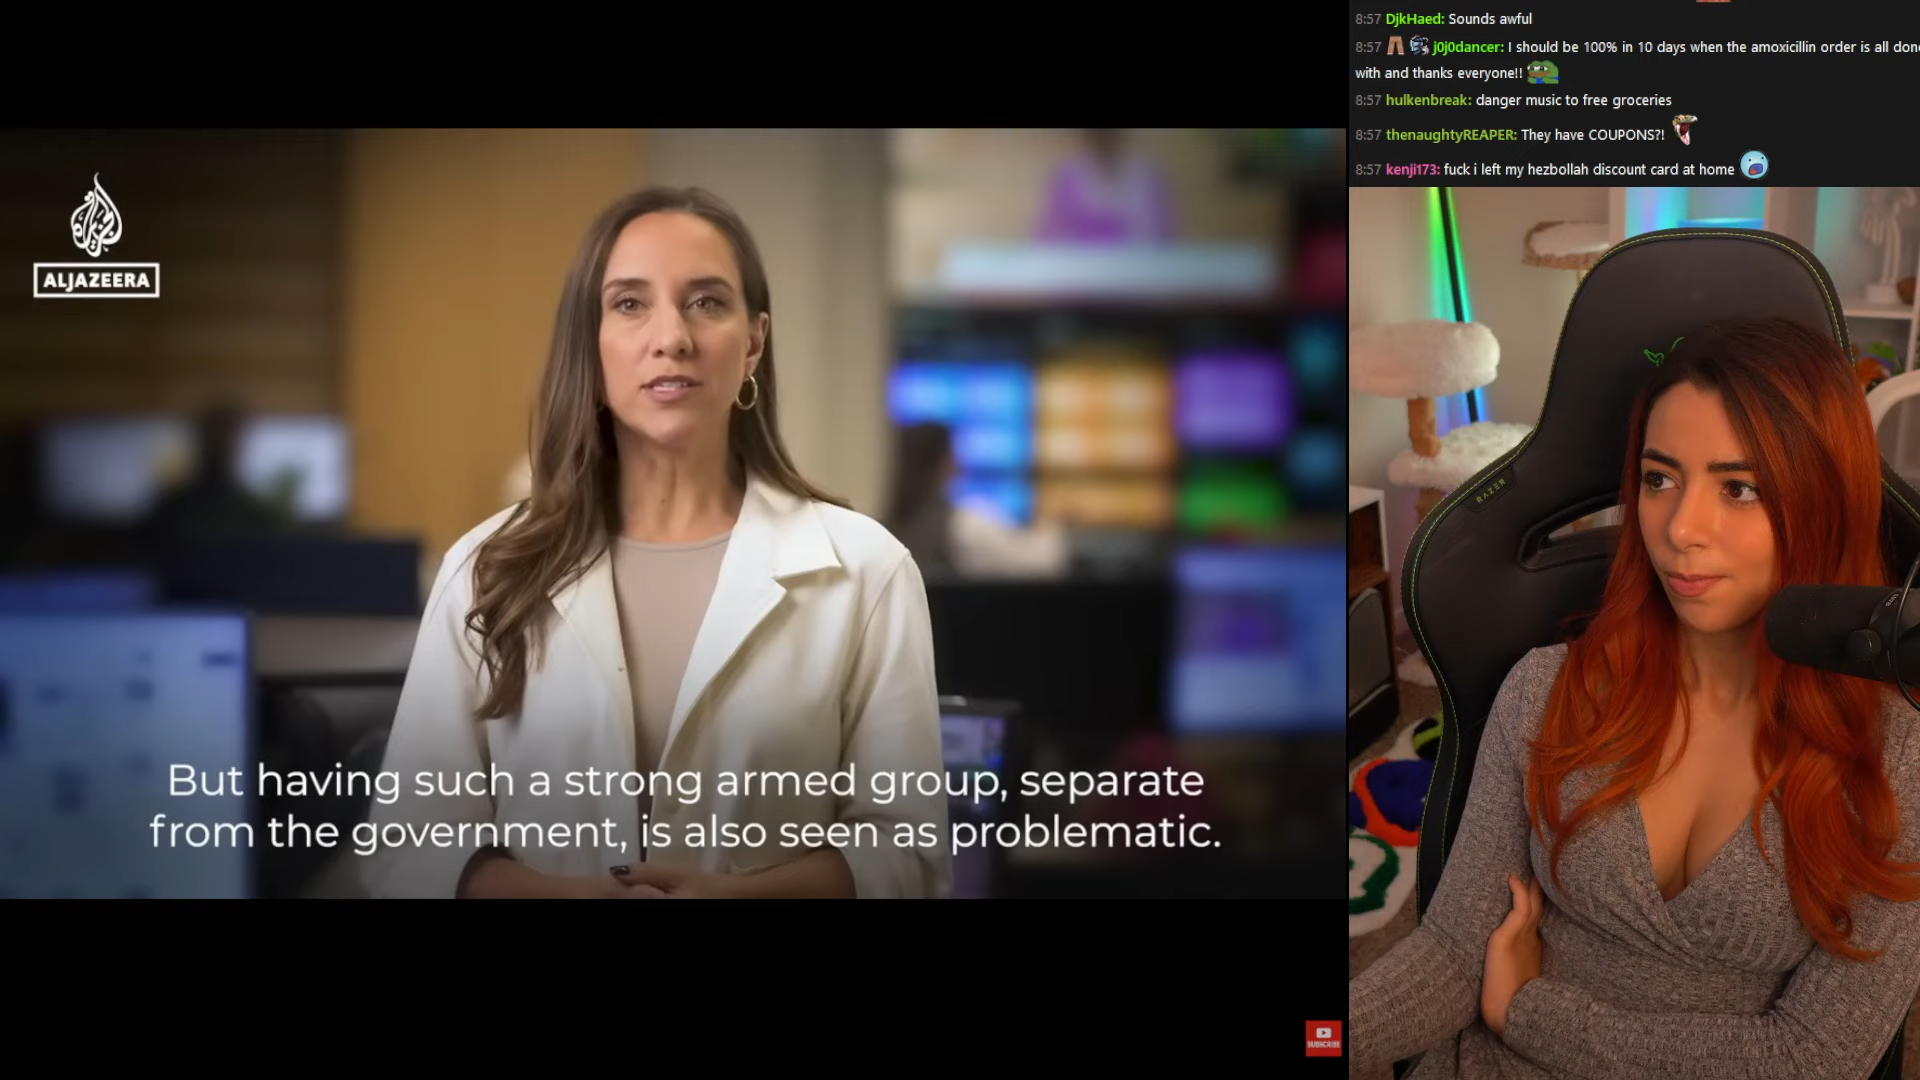 ALJAZEERA
But having such a strong armed group, separate
from the government, is also seen as problematic.
SUBSCRIBE
8:57 DjkHaed: Sounds awful
8:57 j0j0dancer: I should be 100% in 10 days when the amoxicillin order is all done
with and thanks everyone!!
8:57 hulkenbreak: danger music to free groceries
8:57 thenaughtyREAPER: They have COUPONS?!
8:57 kenji173: fuck i left my hezbollah discount card at home
RAZER